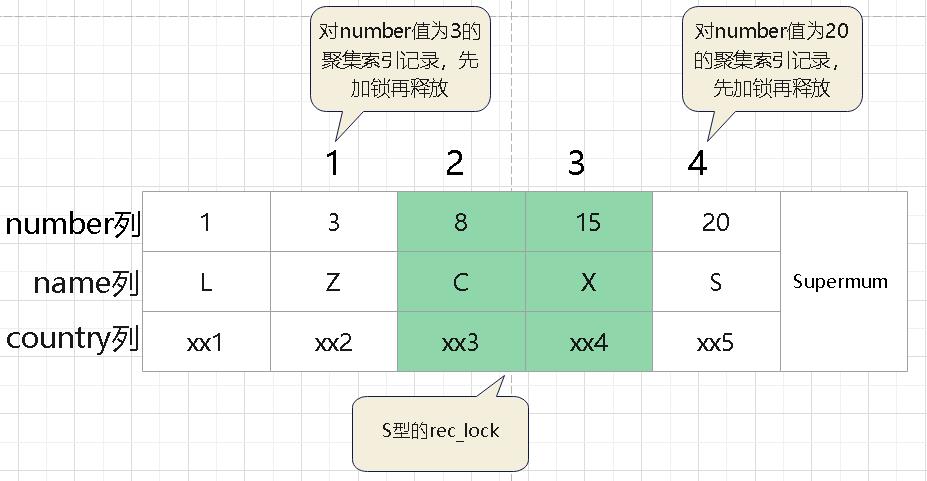 对number值为3的
聚集索引记录，先
加锁再释放
对number值为20
的聚集索引记录，
先加锁再释放
1 2 3 4
number列 1 3 8 15 20
name列 L Z C X S Supermum
country列 xx1 xx2 xx3 xx4 xx5
S型的rec_lock